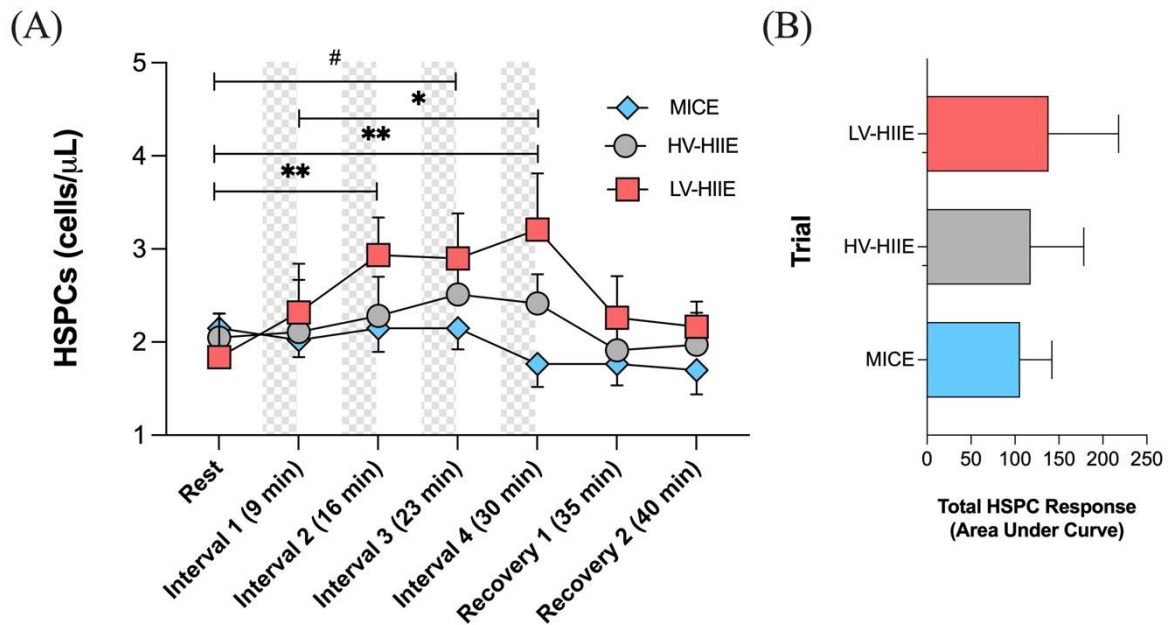 (A)
HSPCs (cells/μL)
5
4
3
2
1
#
*
**
**
MICE
HV-HIIE
LV-HIIE
Rest
Interval 1 (9 min)
Interval 2 (16 min)
Interval 3 (23 min)
Interval 4 (30 min)
Recovery 1 (35 min)
Recovery 2 (40 min)
(B)
Trial
LV-HIIE
HV-HIIE
MICE
0 50 100 150 200 250
Total HSPC Response
(Area Under Curve)